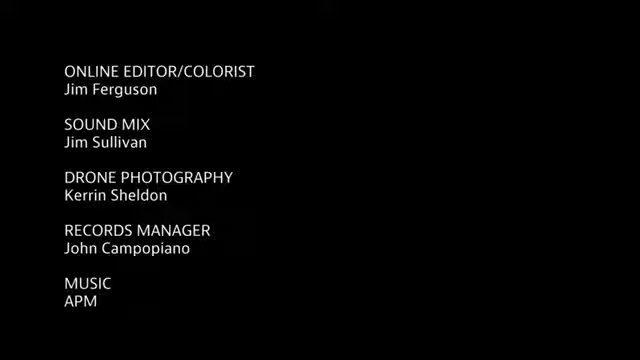 ONLINE EDITOR/COLORIST
Jim Ferguson
SOUND MIX
Jim Sullivan
DRONE PHOTOGRAPHY
Kerrin Sheldon
RECORDS MANAGER
John Campopiano
MUSIC
APM